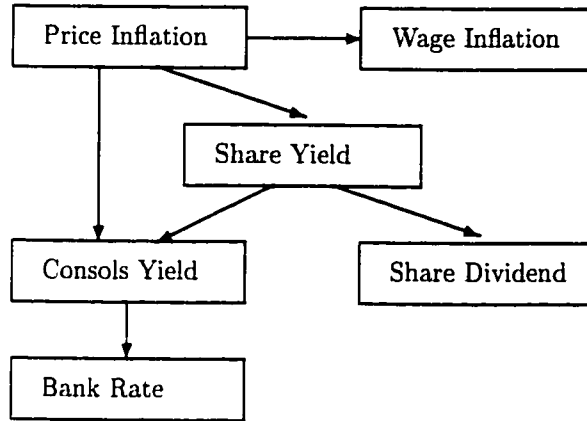 Price Inflation
Wage Inflation
Share Yield
Consols Yield
Share Dividend
Bank Rate